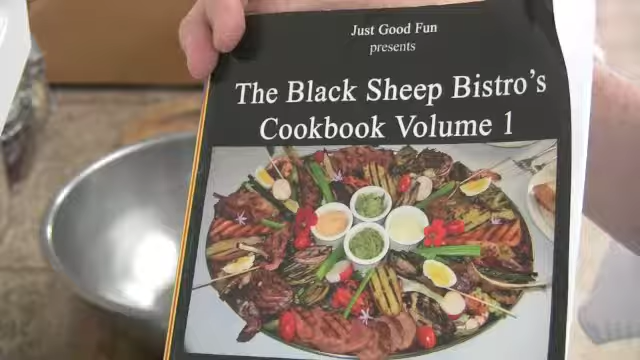 Just Good Fun
presents
The Black Sheep Bistro's
Cookbook Volume 1